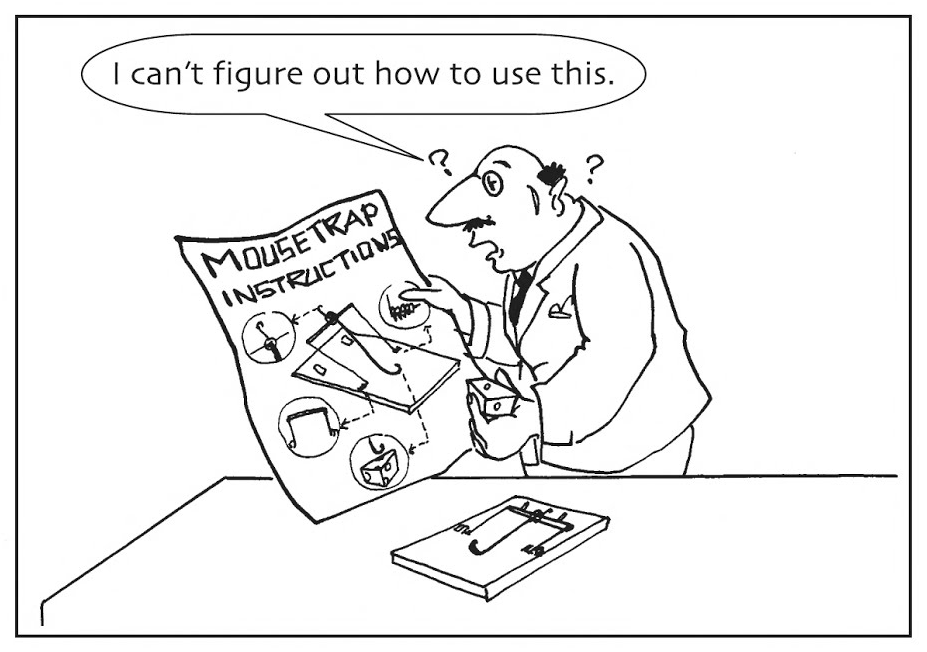 I can't figure out how to use this.
?
?
MOUSETRAP
INSTRUCTIONS